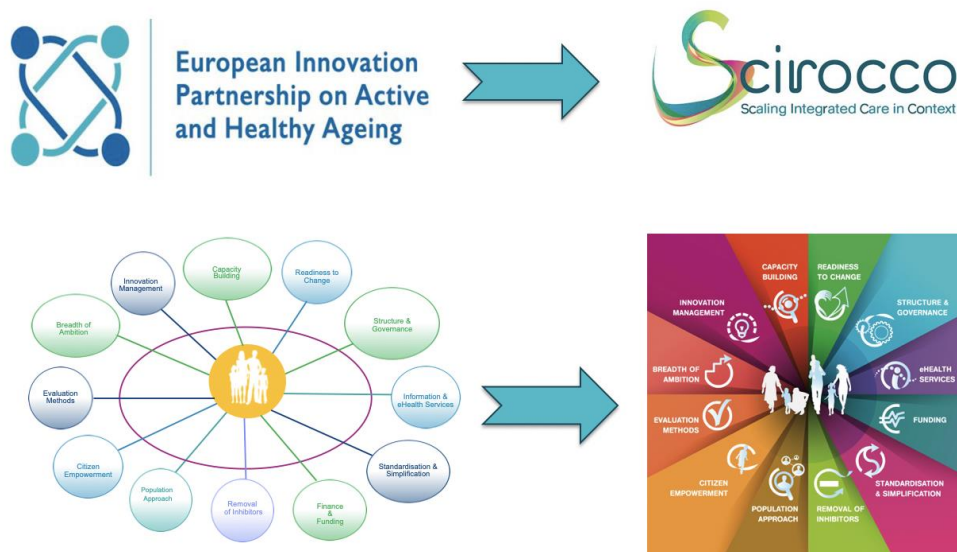 European Innovation
Partnership on Active
and Healthy Ageing
Scirocco
Scaling Integrated Care in Context
Capacity
Building
Readiness to
Change
Innovation
Management
Structure &
Governance
Breadth of
Ambition
Information &
eHealth Services
Evaluation
Methods
Standardisation &
Simplification
Citizen
Empowerment
Population
Approach
Removal
of Inhibitors
Finance
&
Funding
CAPACITY
BUILDING
READINESS
TO CHANGE
INNOVATION
MANAGEMENT
STRUCTURE &
GOVERNANCE
BREADTH OF
AMBITION
eHEALTH
SERVICES
EVALUATION
METHODS
FUNDING
CITIZEN
EMPOWERMENT
STANDARDISATION
& SIMPLIFICATION
POPULATION
APPROACH
REMOVAL OF
INHIBITORS